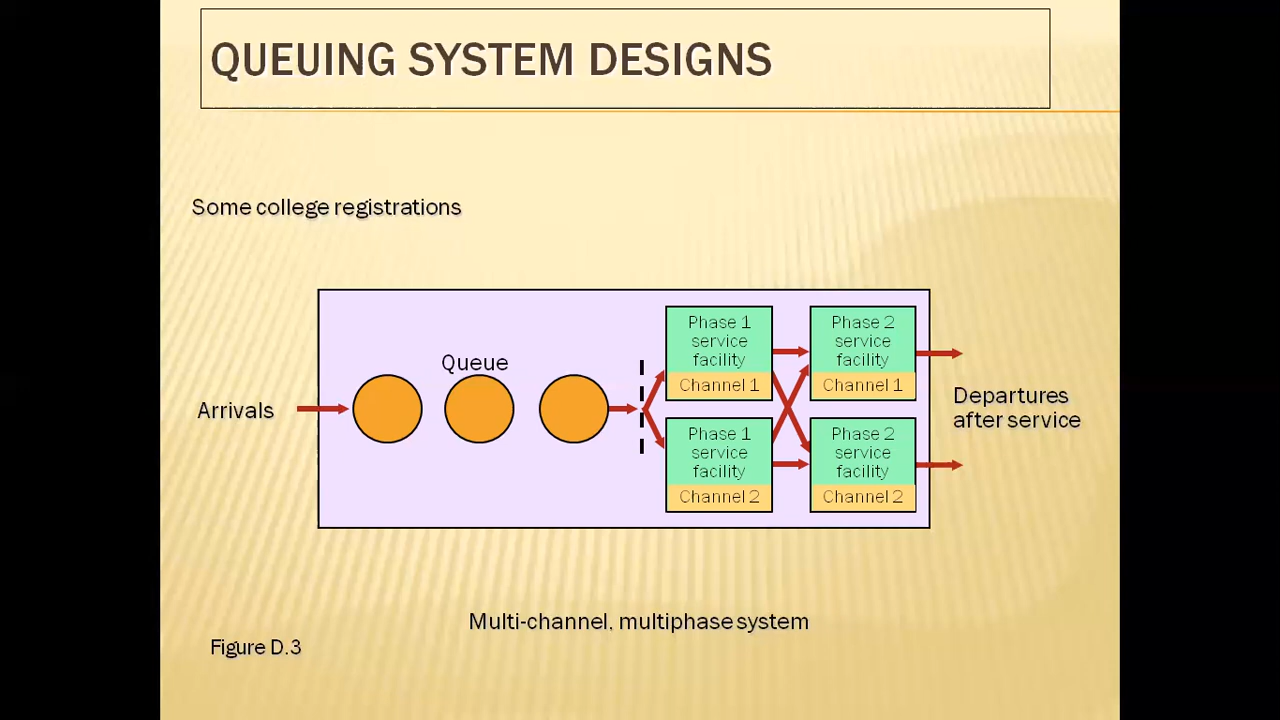 QUEUING SYSTEM DESIGNS
Some college registrations
Queue
Arrivals
Phase 1
service
facility
Channel 1
Phase 2
service
facility
Channel 1
Phase 1
service
facility
Channel 2
Phase 2
service
facility
Channel 2
Departures
after service
Multi-channel, multiphase system
Figure D.3